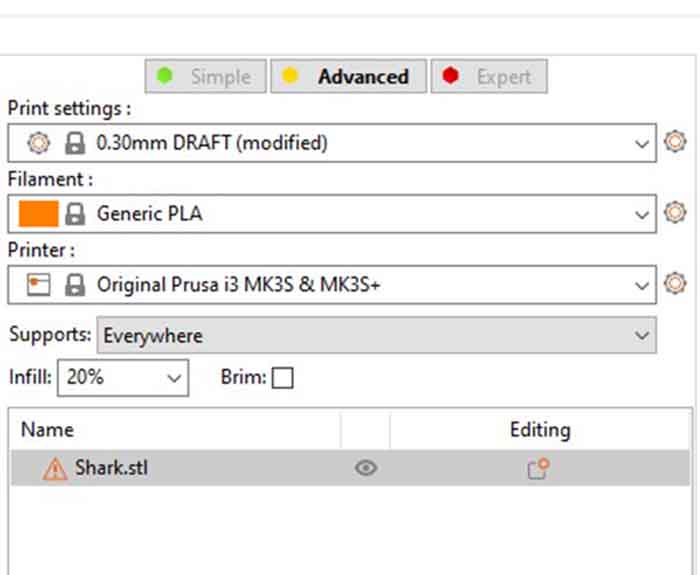 Simple Advanced Expert
Print settings :
0.30mm DRAFT (modified)
Filament :
Generic PLA
Printer :
Original Prusa i3 MK3S & MK3S+
Supports: Everywhere
Infill: 20% Brim:
Name Editing
Shark.stl